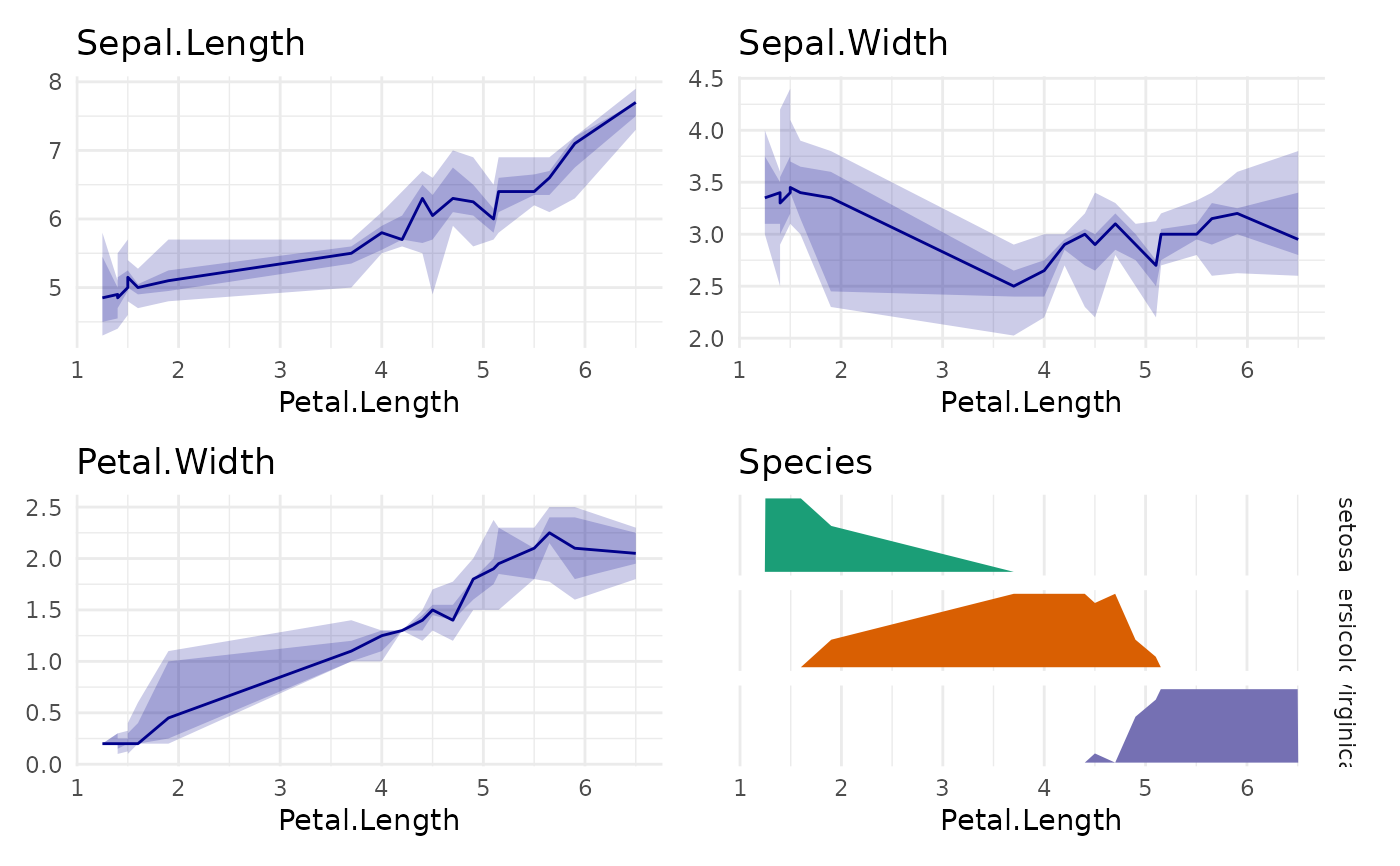 Sepal.Length
8
7
6
5
1 2 3 4 5 6
Petal.Length
Sepal.Width
4.5
4.0
3.5
3.0
2.5
2.0
1 2 3 4 5 6
Petal.Length
Petal.Width
2.5
2.0
1.5
1.0
0.5
0.0
1 2 3 4 5 6
Petal.Length
Species
setosa
1 2 3 4 5 6
Petal.Length